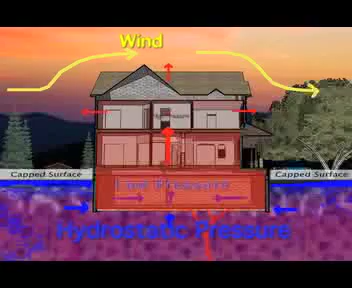 Wind
Capped Surface
Capped Surface
Low Pressure
Hydrostatic Pressure